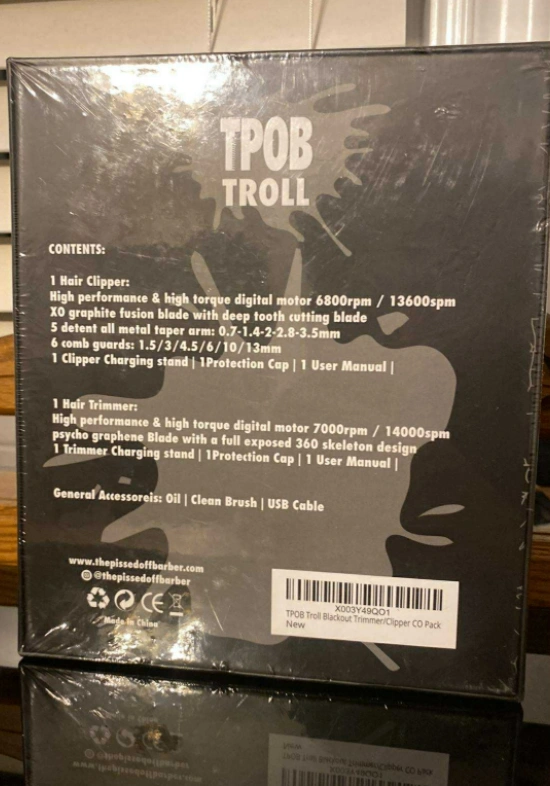 TPOB
TROLL
CONTENTS:
1 Hair Clipper:
High performance & high torque digital motor 6800rpm / 13600spm
XO graphite fusion blade with deep tooth cutting blade
5 detent all metal taper arm: 0.7-1.4-2-2.8-3.5mm
6 comb guards: 1.5/3/4.5/6/10/13mm
1 Clipper Charging stand | 1Protection Cap | 1 User Manual |
1 Hair Trimmer:
High performance & high torque digital motor 7000rpm / 14000spm
psycho graphene Blade with a full exposed 360 skeleton design
1 Trimmer Charging stand | 1Protection Cap | 1 User Manual |
General Accessoreis: Oil | Clean Brush | USB Cable
www.thepissedoffbarber.com
@thepissedoffbarber
CE
Made in China
X003Y49QO1
TPOB Troll Blackout Trimmer/Clipper CO Pack
New